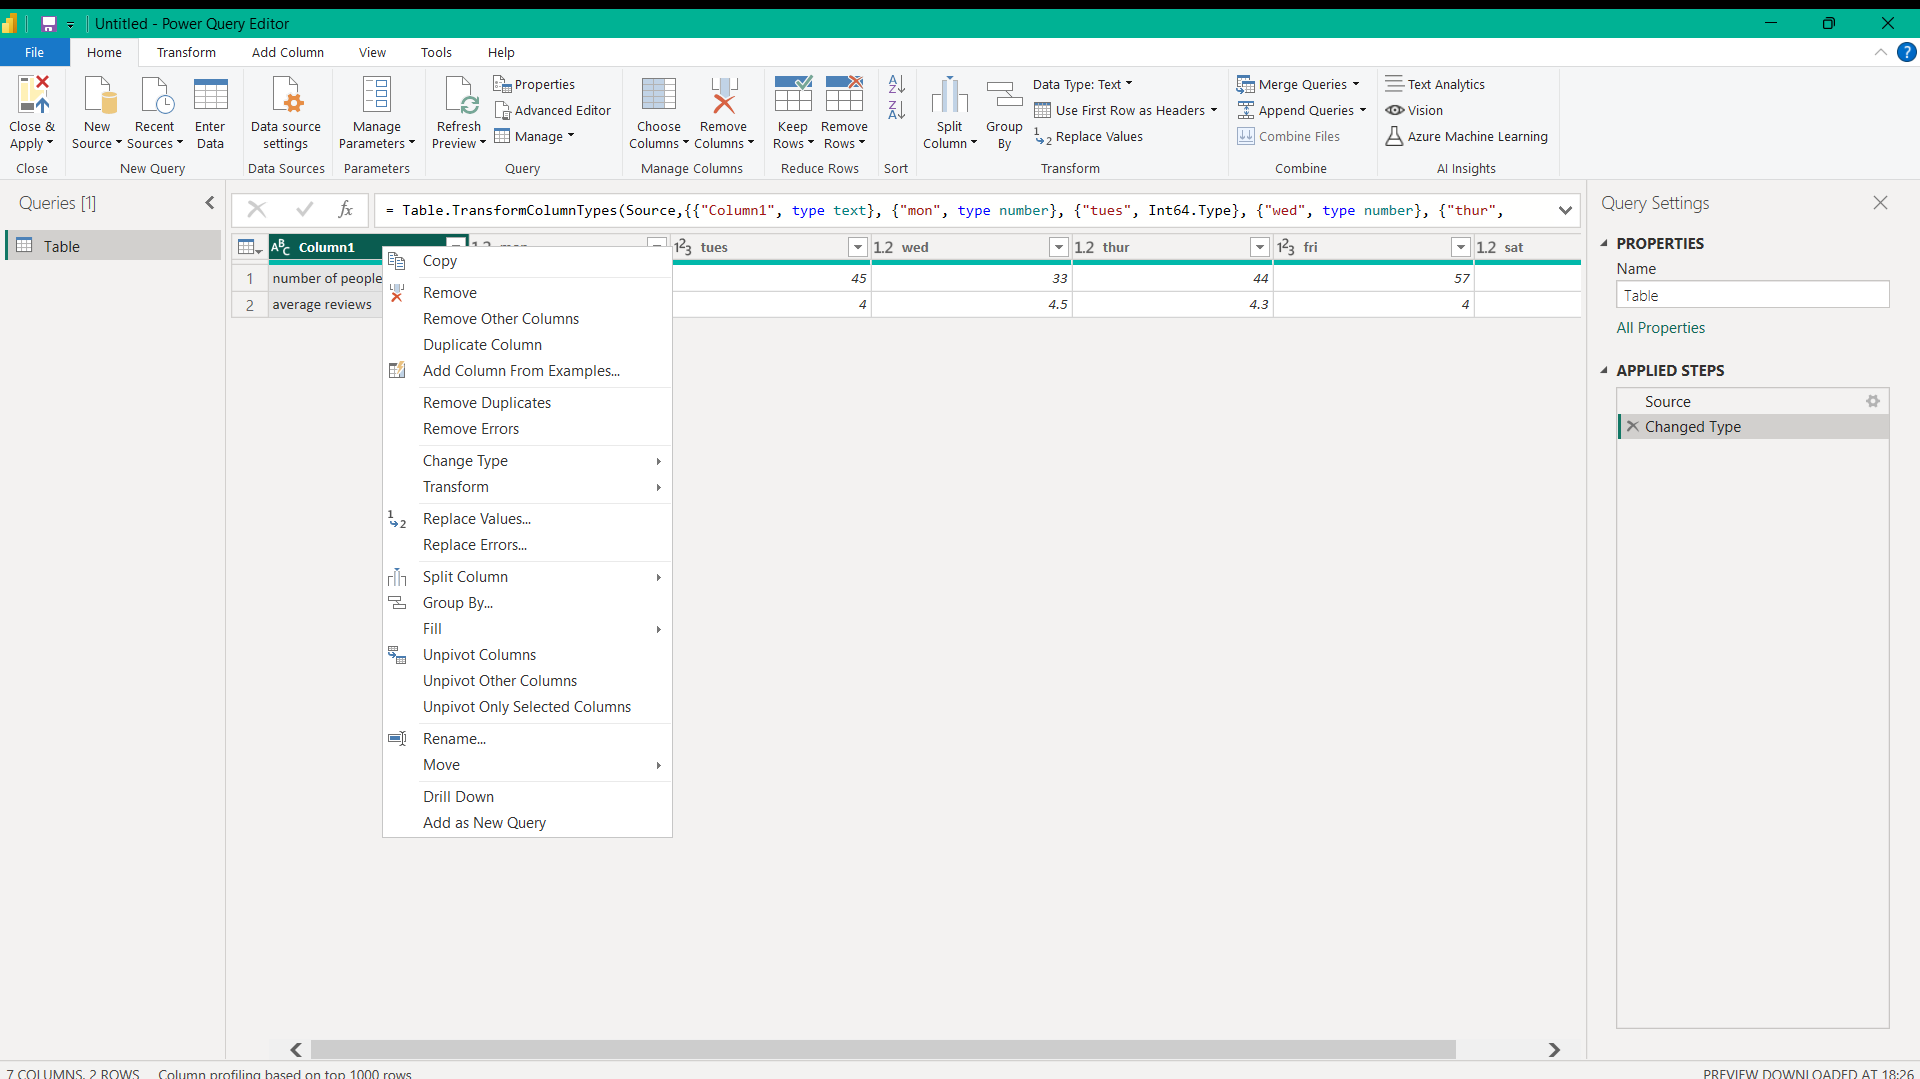 Untitled - Power Query Editor
File Home Transform Add Column View Tools Help
Close & Apply
Close
New Source
Recent Sources
Enter Data
New Query
Data source settings
Data Sources
Manage Parameters
Parameters
Refresh Preview
Properties
Advanced Editor
Manage
Query
Choose Columns
Remove Columns
Manage Columns
Keep Rows
Remove Rows
Reduce Rows
Sort
Split Column
Group By
Data Type: Text
Use First Row as Headers
Replace Values
Transform
Merge Queries
Append Queries
Combine Files
Combine
Text Analytics
Vision
Azure Machine Learning
AI Insights
Queries [1]
Table
= Table.TransformColumnTypes(Source,{{"Column1", type text}, {"mon", type number}, {"tues", Int64.Type}, {"wed", type number}, {"thur",
Column1 tues wed thur fri sat
1 number of people 45 33 44 57
2 average reviews 4 4.5 4.3 4
Copy
Remove
Remove Other Columns
Duplicate Column
Add Column From Examples...
Remove Duplicates
Remove Errors
Change Type
Transform
Replace Values...
Replace Errors...
Split Column
Group By...
Fill
Unpivot Columns
Unpivot Other Columns
Unpivot Only Selected Columns
Rename...
Move
Drill Down
Add as New Query
Query Settings
PROPERTIES
Name
Table
All Properties
APPLIED STEPS
Source
Changed Type
7 COLUMNS, 2 ROWS Column profiling based on top 1000 rows
PREVIEW DOWNLOADED AT 18:26